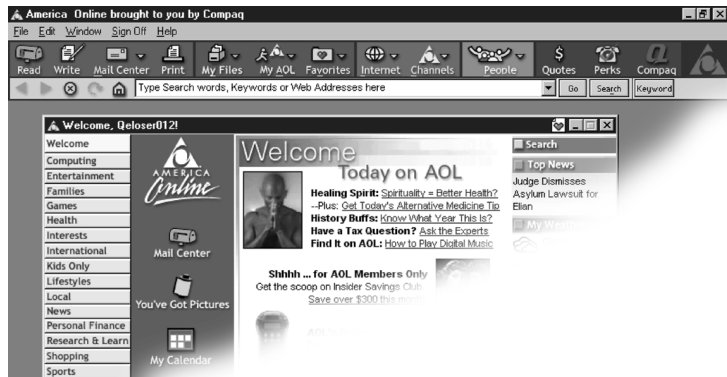 America Online brought to you by Compaq
File Edit Window Sign Off Help
Read Write Mail Center Print My Files My AOL Favorites Internet Channels People Quotes Perks Compaq
Type Search words, Keywords or Web Addresses here Go Search Keyword
Welcome, Qeloser012!
Welcome
Computing
Entertainment
Families
Games
Health
Interests
International
Kids Only
Lifestyles
Local
News
Personal Finance
Research & Learn
Shopping
Sports
AMERICA
Online
Mail Center
You've Got Pictures
My Calendar
Welcome
Today on AOL
Healing Spirit: Spirituality = Better Health?
--Plus: Get Today's Alternative Medicine Tip
History Buffs: Know What Year This Is?
Have a Tax Question? Ask the Experts
Find It on AOL: How to Play Digital Music
Shhhh ... for AOL Members Only
Get the scoop on Insider Savings Club
Save over $300 this month
Search
Top News
Judge Dismisses
Asylum Lawsuit for
Elian
My Weather